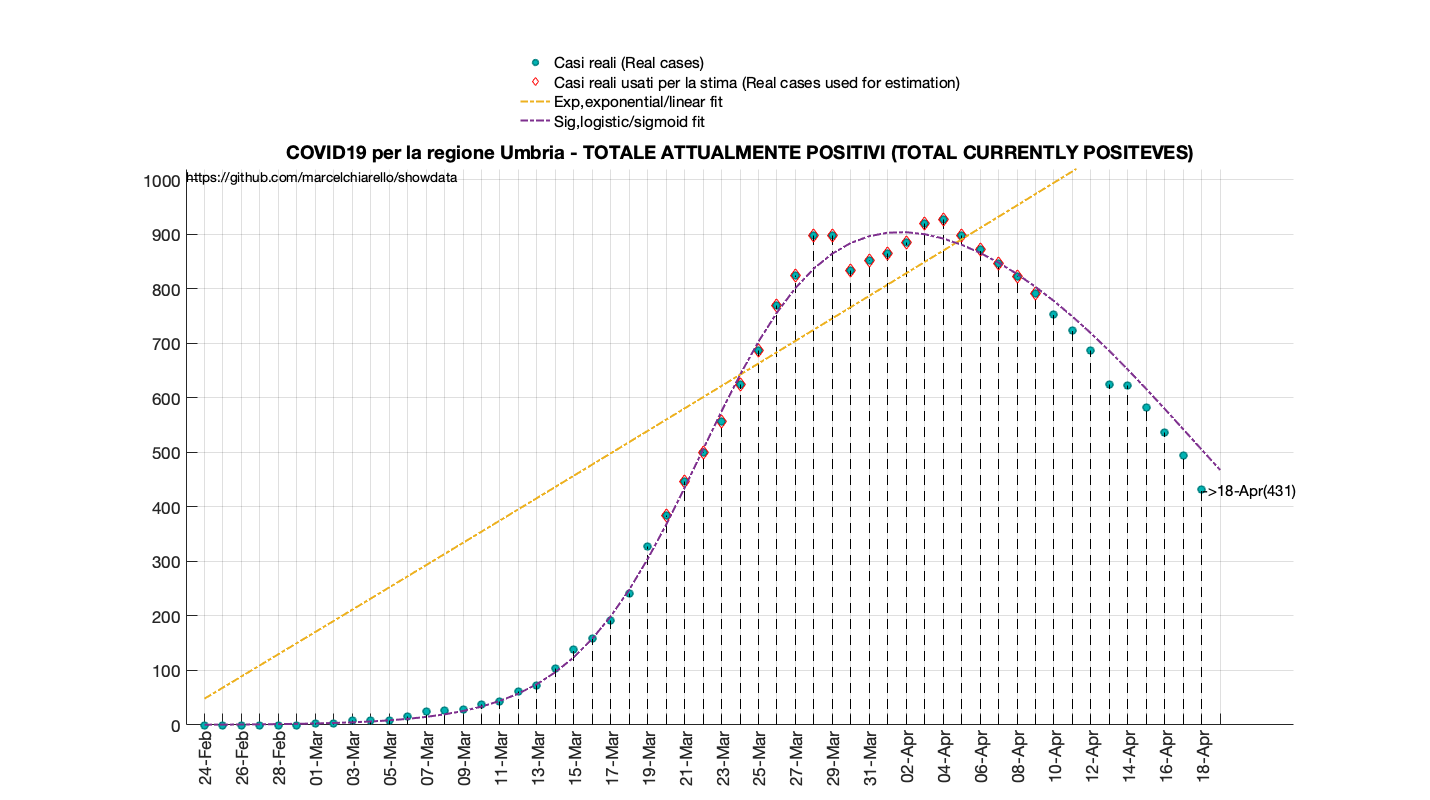 Casi reali (Real cases)
Casi reali usati per la stima (Real cases used for estimation)
Exp,exponential/linear fit
Sig,logistic/sigmoid fit
COVID19 per la regione Umbria - TOTALE ATTUALMENTE POSITIVI (TOTAL CURRENTLY POSITEVES)
https://github.com/marcelchiarello/showdata
1000
900
800
700
600
500
400
300
200
100
0
->18-Apr(431)
24-Feb
26-Feb
28-Feb
01-Mar
03-Mar
05-Mar
07-Mar
09-Mar
11-Mar
13-Mar
15-Mar
17-Mar
19-Mar
21-Mar
23-Mar
25-Mar
27-Mar
29-Mar
31-Mar
02-Apr
04-Apr
06-Apr
08-Apr
10-Apr
12-Apr
14-Apr
16-Apr
18-Apr